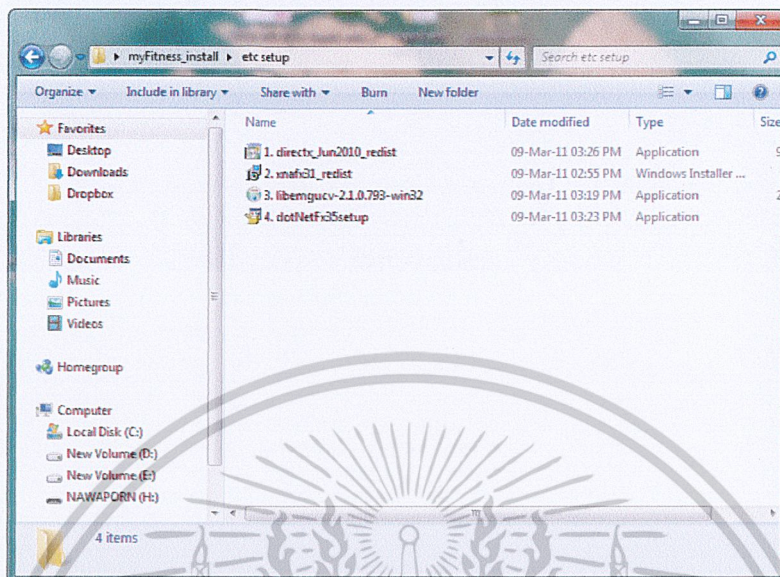 myFitness_install ▸ etc setup
Search etc setup
Organize Include in library Share with Burn New folder
Favorites
Desktop
Downloads
Dropbox
Libraries
Documents
Music
Pictures
Videos
Homegroup
Computer
Local Disk (C:)
New Volume (D:)
New Volume (E:)
NAWAPORN (H:)
Name Date modified Type Size
1. directx_Jun2010_redist 09-Mar-11 03:26 PM Application 9
2. xnafx31_redist 09-Mar-11 02:55 PM Windows Installer ...
3. libemgucv-2.1.0.793-win32 09-Mar-11 03:19 PM Application 2
4. dotNetFx35setup 09-Mar-11 03:23 PM Application
4 items